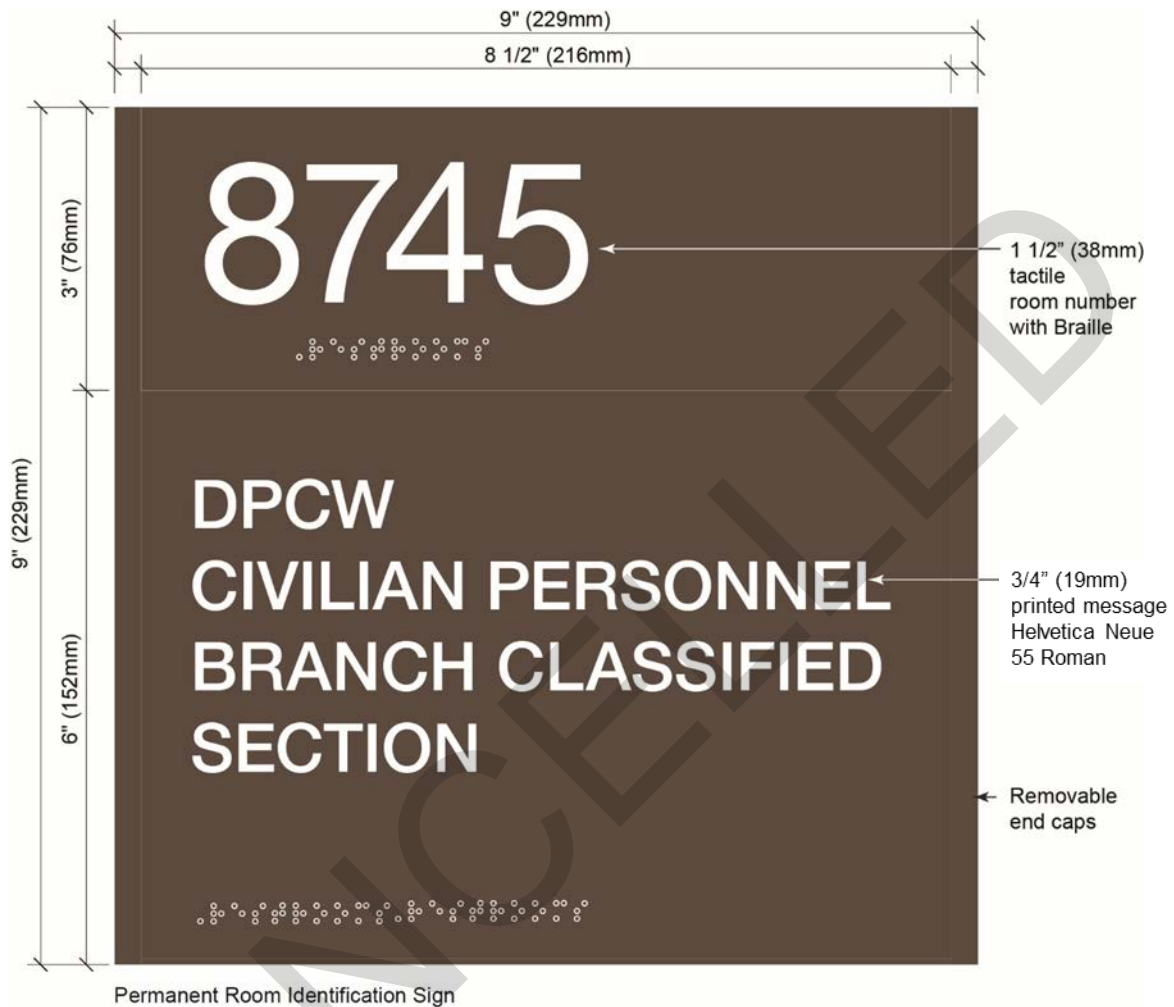 9" (229mm)
8 1/2" (216mm)
3" (76mm)
8745
1 1/2” (38mm)
tactile
room number
with Braille
9" (229mm)
6" (152mm)
DPCW
CIVILIAN PERSONNEL
BRANCH CLASSIFIED
SECTION
3/4” (19mm)
printed message
Helvetica Neue
55 Roman
Removable
end caps
Permanent Room Identification Sign
NCELLED